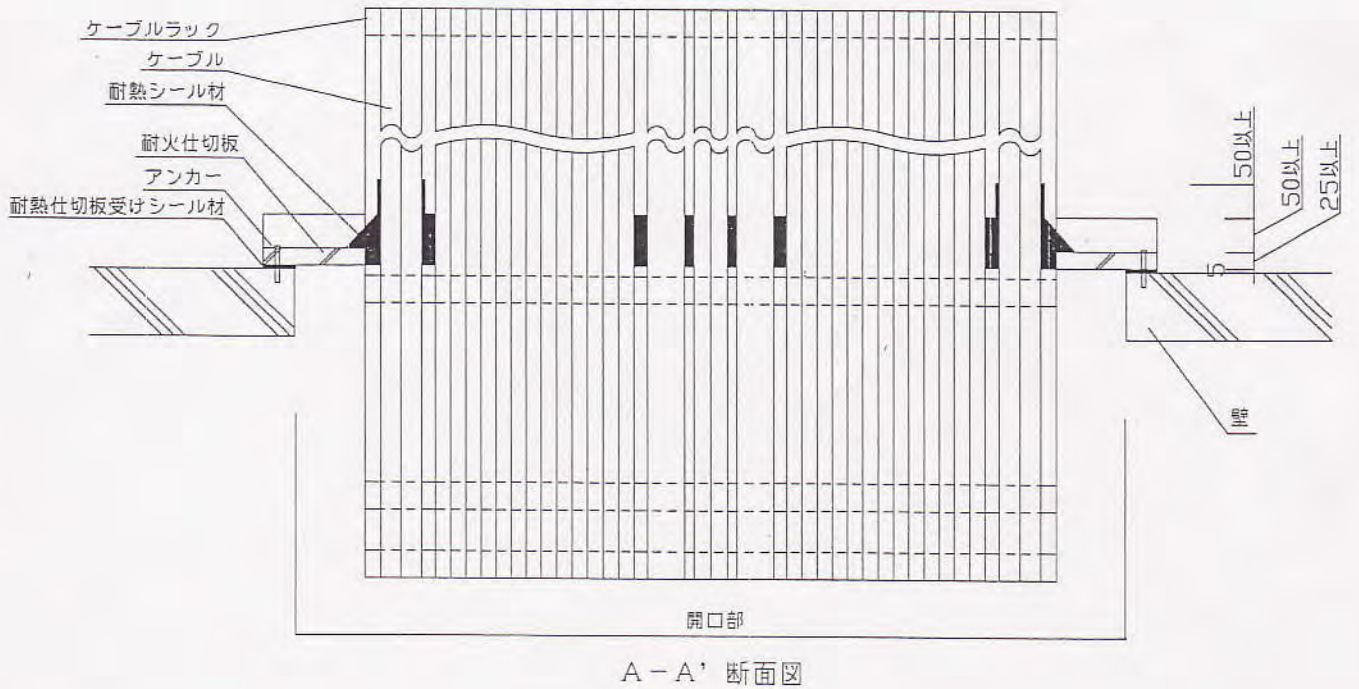 ケーブルラック
ケーブル
耐熱シール材
耐火仕切板
アンカー
耐熱仕切板受けシール材
50以上
50以上
25以上
5
壁
開口部
A－A’断面図